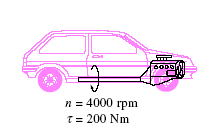 n = 4000 rpm
τ = 200 Nm